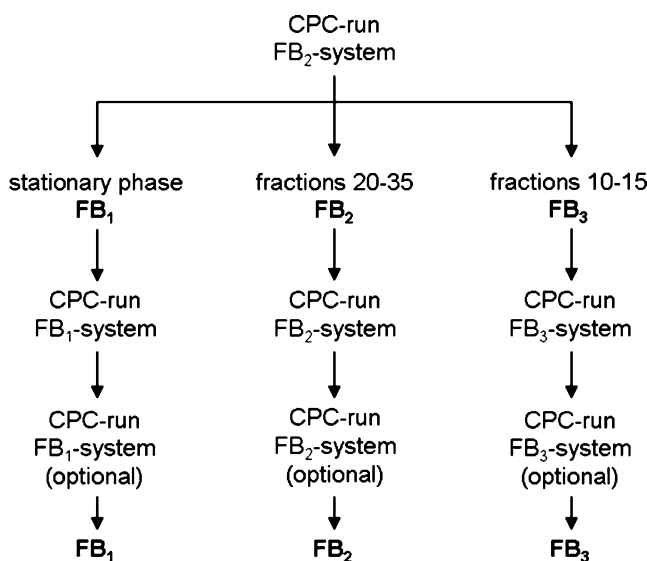 CPC-run
FB₂-system
stationary phase
FB₁
fractions 20-35
FB₂
fractions 10-15
FB₃
CPC-run
FB₁-system
CPC-run
FB₂-system
CPC-run
FB₃-system
CPC-run
FB₁-system
(optional)
CPC-run
FB₂-system
(optional)
CPC-run
FB₃-system
(optional)
FB₁
FB₂
FB₃